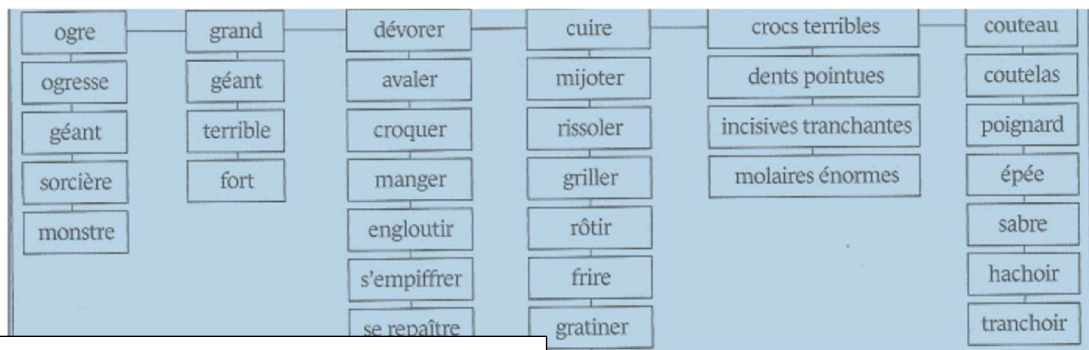 ogre grand dévorer cuire crocs terribles couteau
ogresse géant avaler mijoter dents pointues coutelas
géant terrible croquer rissoler incisives tranchantes poignard
sorcière fort manger griller molaires énormes épée
monstre engloutir rôtir sabre
s'empiffrer frire hachoir
se repaître gratiner tranchoir